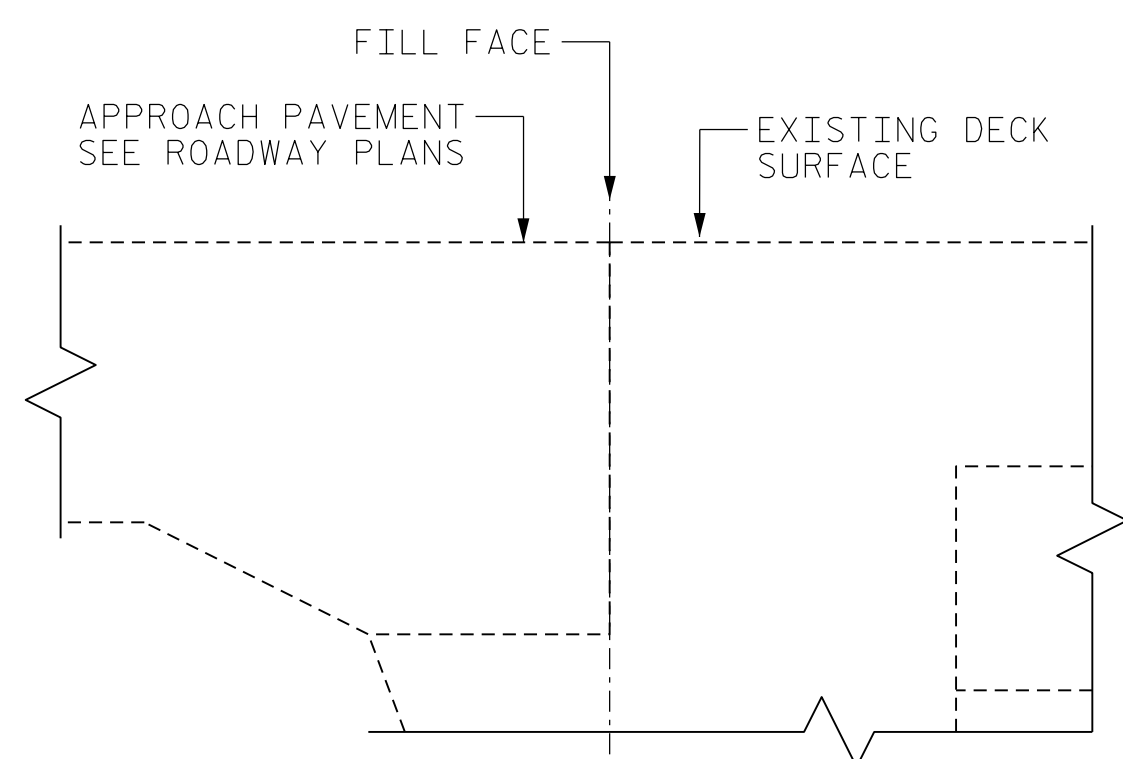 FILL FACE
APPROACH PAVEMENT
SEE ROADWAY PLANS
EXISTING DECK
SURFACE